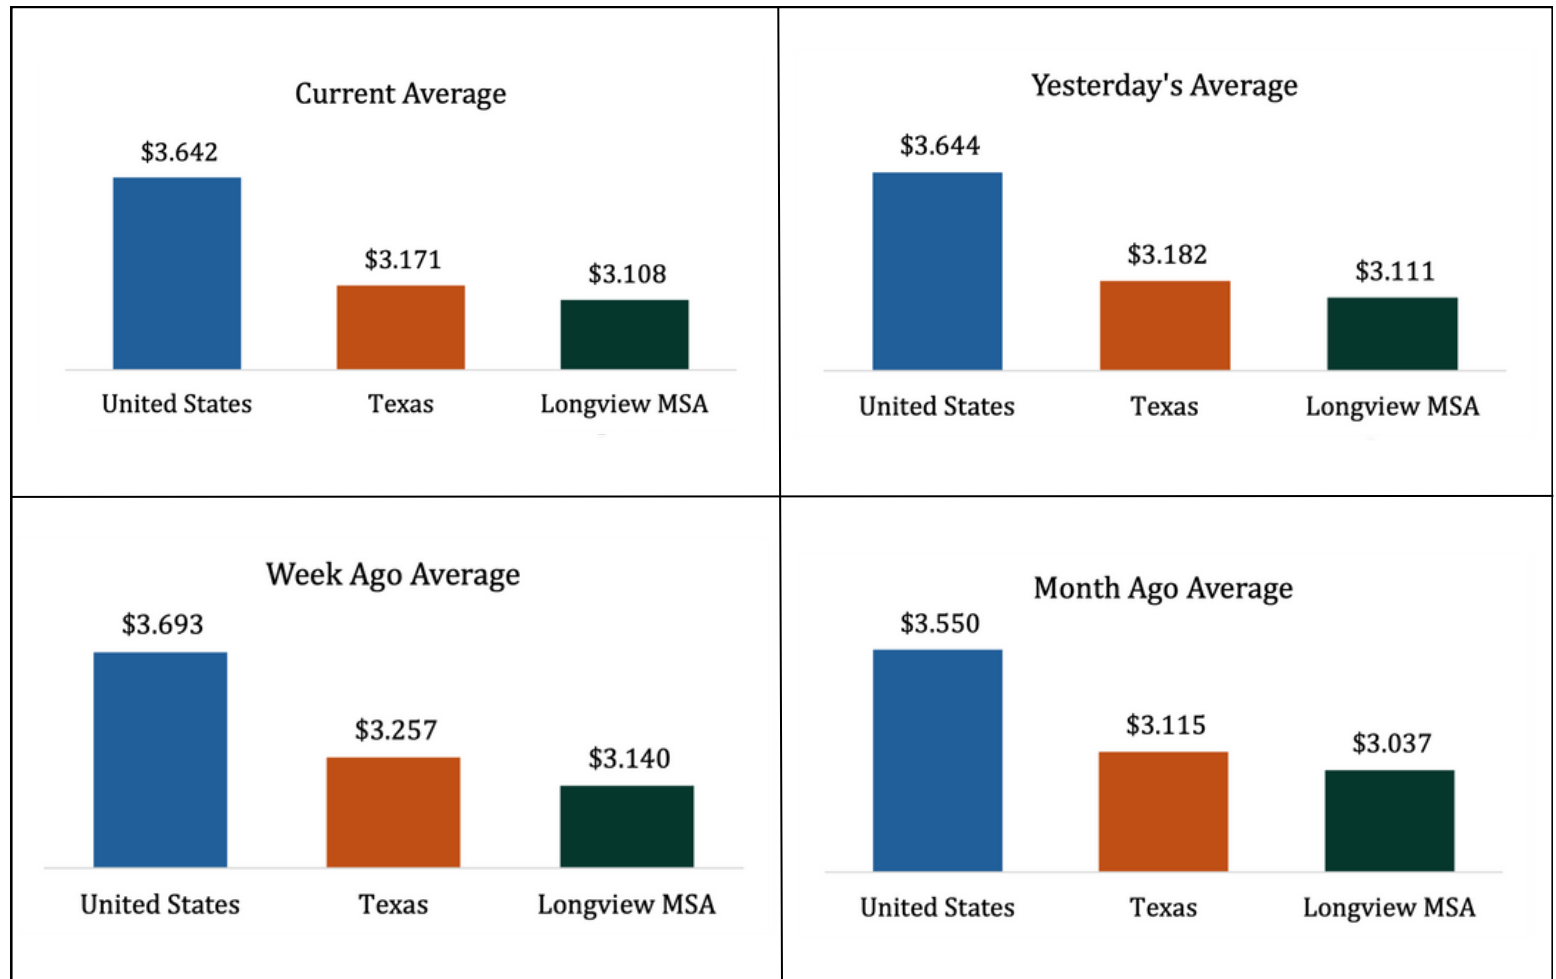 Current Average
$3.642
$3.171
$3.108
United States
Texas
Longview MSA
Yesterday's Average
$3.644
$3.182
$3.111
United States
Texas
Longview MSA
Week Ago Average
$3.693
$3.257
$3.140
United States
Texas
Longview MSA
Month Ago Average
$3.550
$3.115
$3.037
United States
Texas
Longview MSA